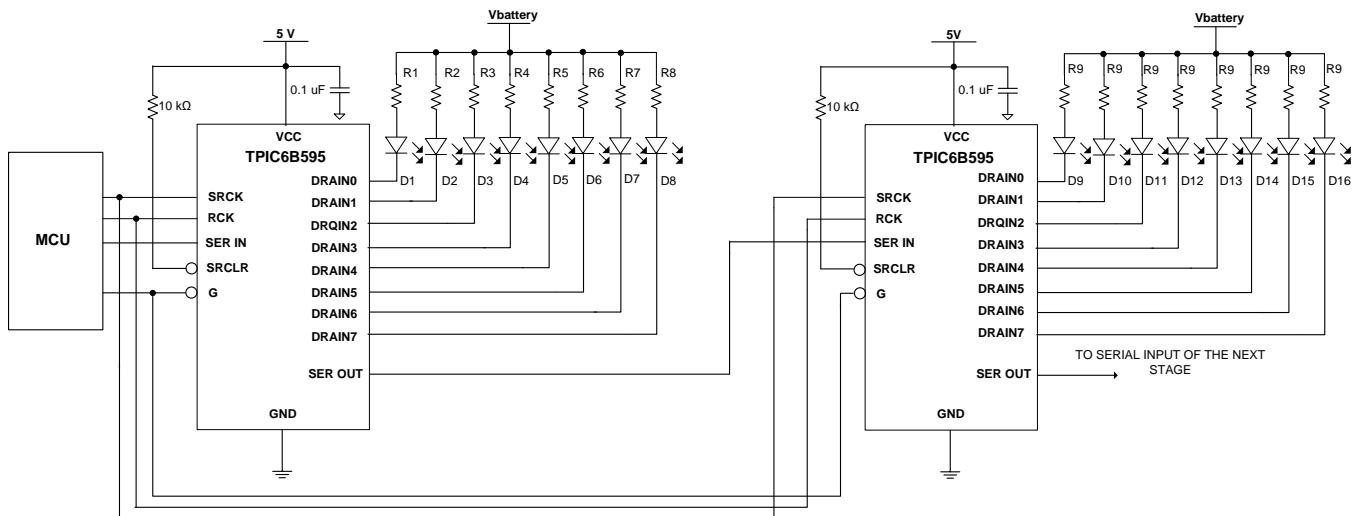 Vbattery
5 V
R1 R2 R3 R4 R5 R6 R7 R8
10 kΩ
0.1 uF
VCC
TPIC6B595
MCU
SRCK
RCK
SER IN
SRCLR
G
DRAIN0
DRAIN1
DRQIN2
DRAIN3
DRAIN4
DRAIN5
DRAIN6
DRAIN7
SER OUT
GND
D1 D2 D3 D4 D5 D6 D7 D8
Vbattery
5V
R9 R9 R9 R9 R9 R9 R9 R9
10 kΩ
0.1 uF
VCC
TPIC6B595
SRCK
RCK
SER IN
SRCLR
G
DRAIN0
DRAIN1
DRQIN2
DRAIN3
DRAIN4
DRAIN5
DRAIN6
DRAIN7
SER OUT
GND
D9 D10 D11 D12 D13 D14 D15 D16
TO SERIAL INPUT OF THE NEXT
STAGE